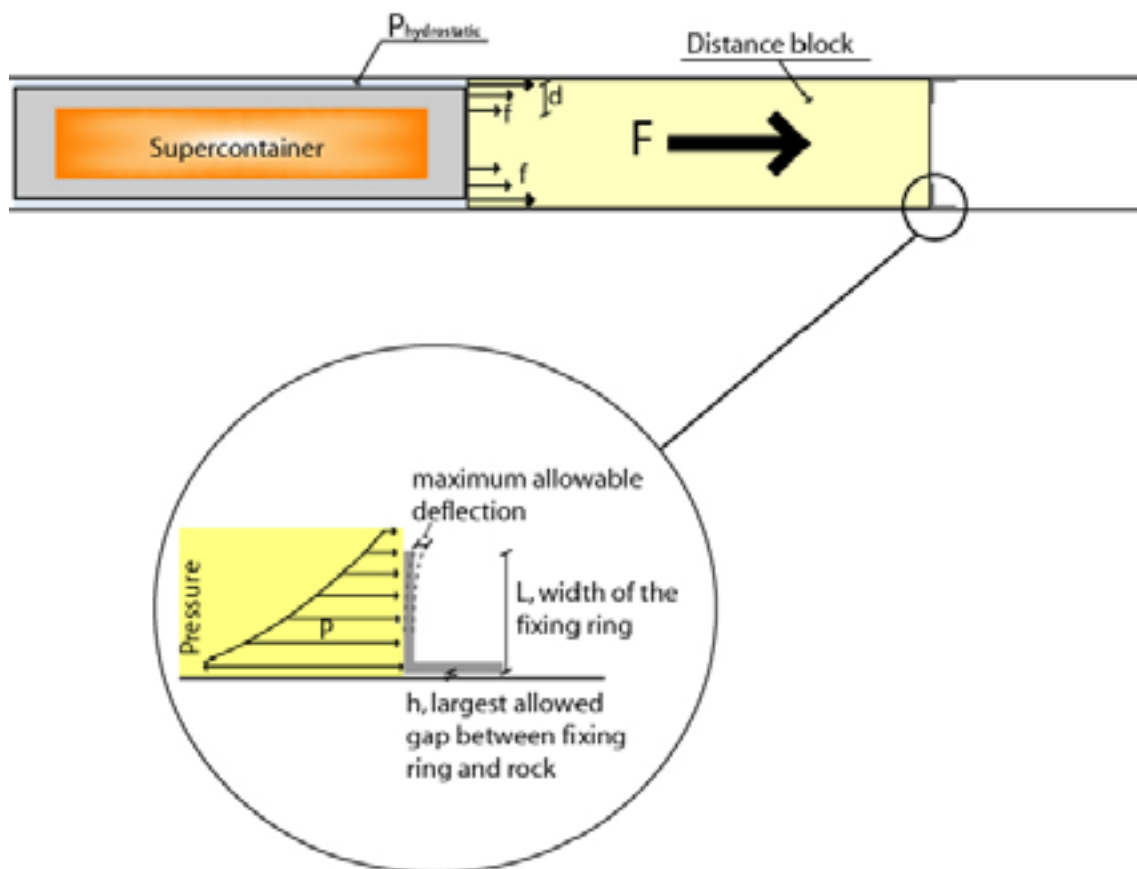 Phydrostatic
Distance block
d
f
Supercontainer
F
f
maximum allowable
deflection
Pressure
L, width of the
fixing ring
p
h, largest allowed
gap between fixing
ring and rock